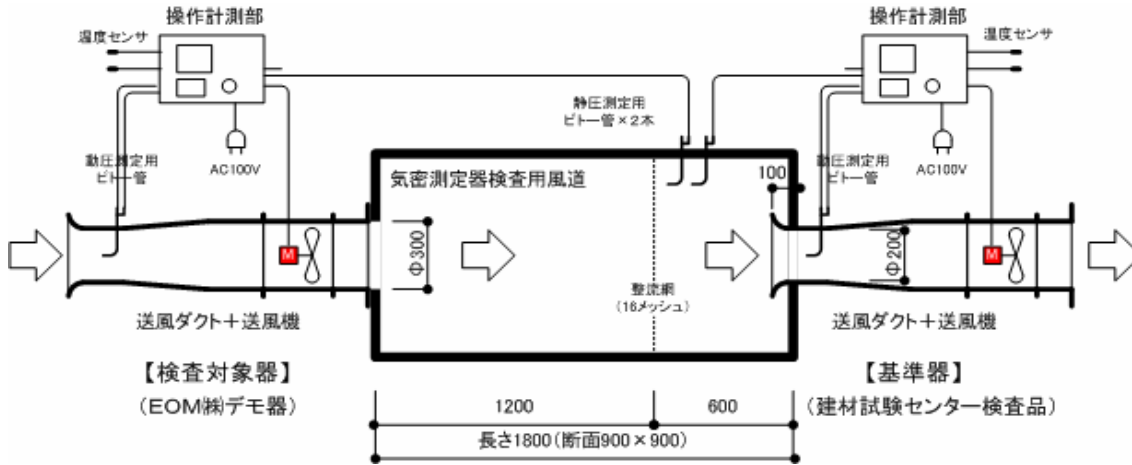 操作計測部
操作計測部
温度センサ
温度センサ
静圧測定用
ピトー管×2本
動圧測定用
ピトー管
AC100V
動圧測定用
ピトー管
AC100V
気密測定器検査用風道
100
Φ300
Φ200
整流網
(16メッシュ)
送風ダクト+送風機
送風ダクト+送風機
M
M
【検査対象器】
(EOM㈱デモ器)
【基準器】
(建材試験センター検査品)
1200
600
長さ1800(断面900×900)